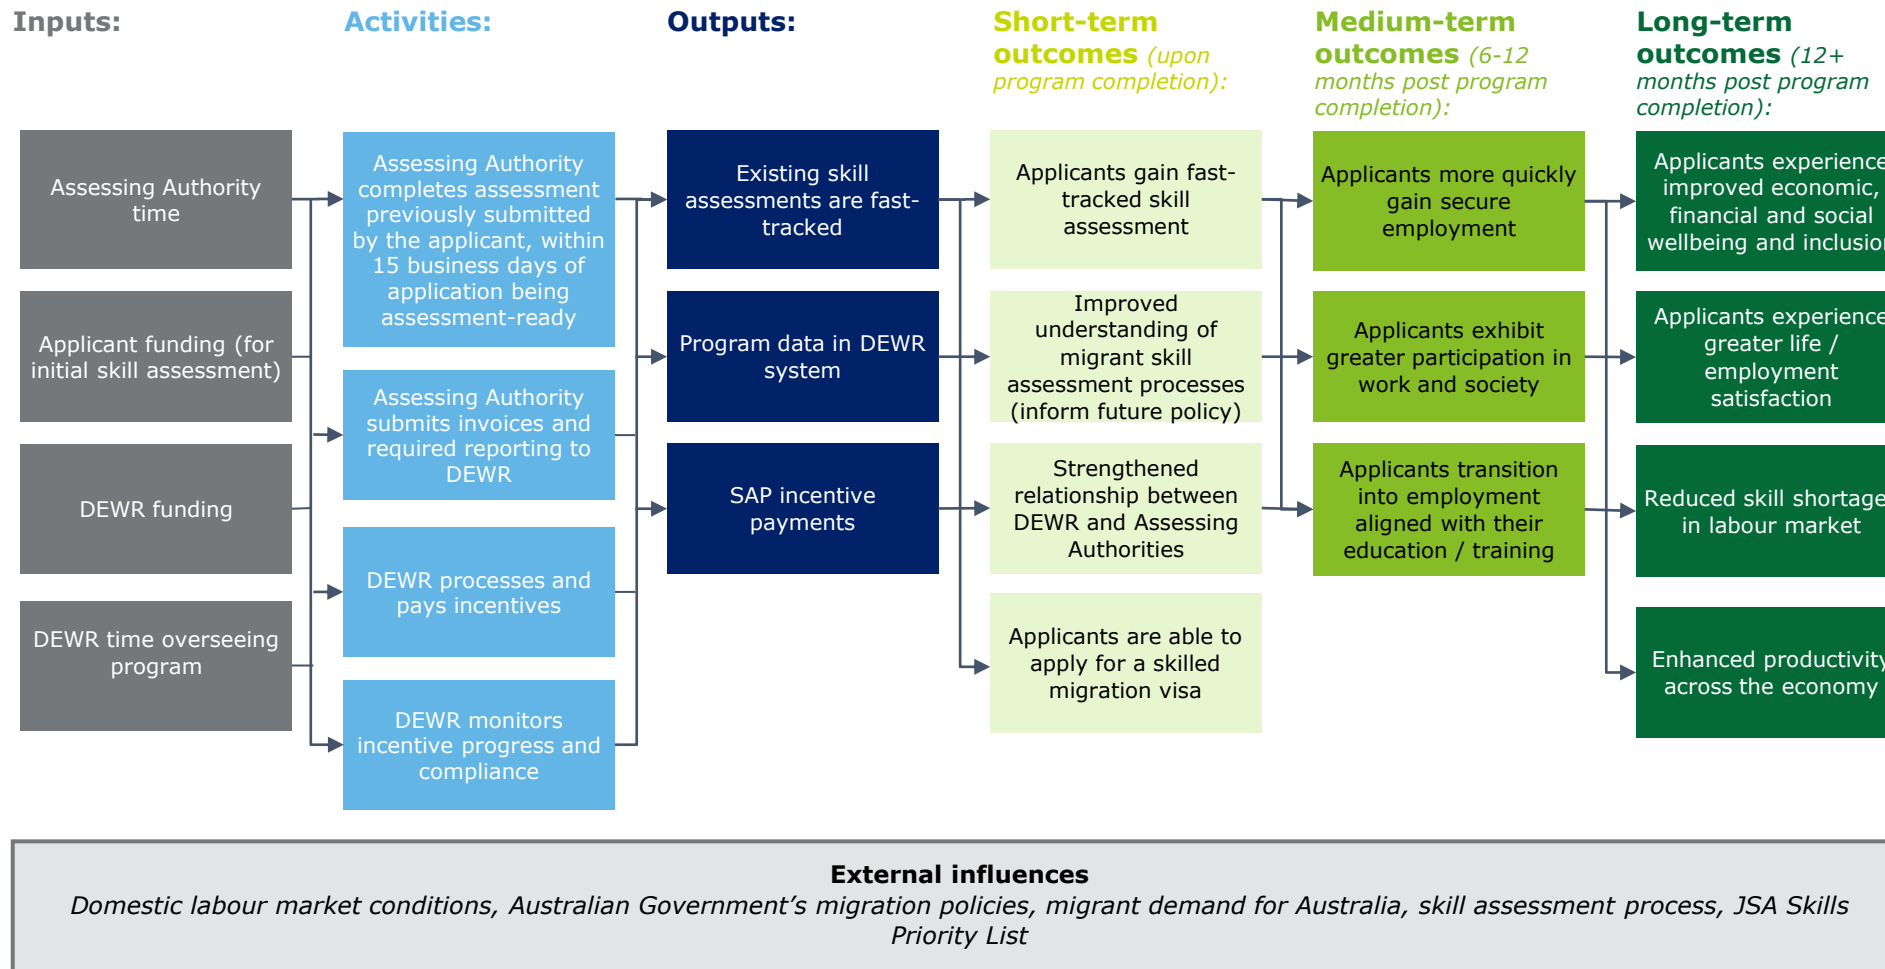 Inputs:
Activities:
Outputs:
Short-term
outcomes (upon
program completion):
Medium-term
outcomes (6-12
months post program
completion):
Long-term
outcomes (12+
months post program
completion):
Assessing Authority
time
Applicant funding (for
initial skill assessment)
DEWR funding
DEWR time overseeing
program
Assessing Authority
completes assessment
previously submitted
by the applicant, within
15 business days of
application being
assessment-ready
Assessing Authority
submits invoices and
required reporting to
DEWR
DEWR processes and
pays incentives
DEWR monitors
incentive progress and
compliance
Existing skill
assessments are fast-
tracked
Program data in DEWR
system
SAP incentive
payments
Applicants gain fast-
tracked skill
assessment
Improved
understanding of
migrant skill
assessment processes
(inform future policy)
Strengthened
relationship between
DEWR and Assessing
Authorities
Applicants are able to
apply for a skilled
migration visa
Applicants more quickly
gain secure
employment
Applicants exhibit
greater participation in
work and society
Applicants transition
into employment
aligned with their
education / training
Applicants experience
improved economic,
financial and social
wellbeing and inclusion
Applicants experience
greater life /
employment
satisfaction
Reduced skill shortage
in labour market
Enhanced productivity
across the economy
External influences
Domestic labour market conditions, Australian Government's migration policies, migrant demand for Australia, skill assessment process, JSA Skills
Priority List